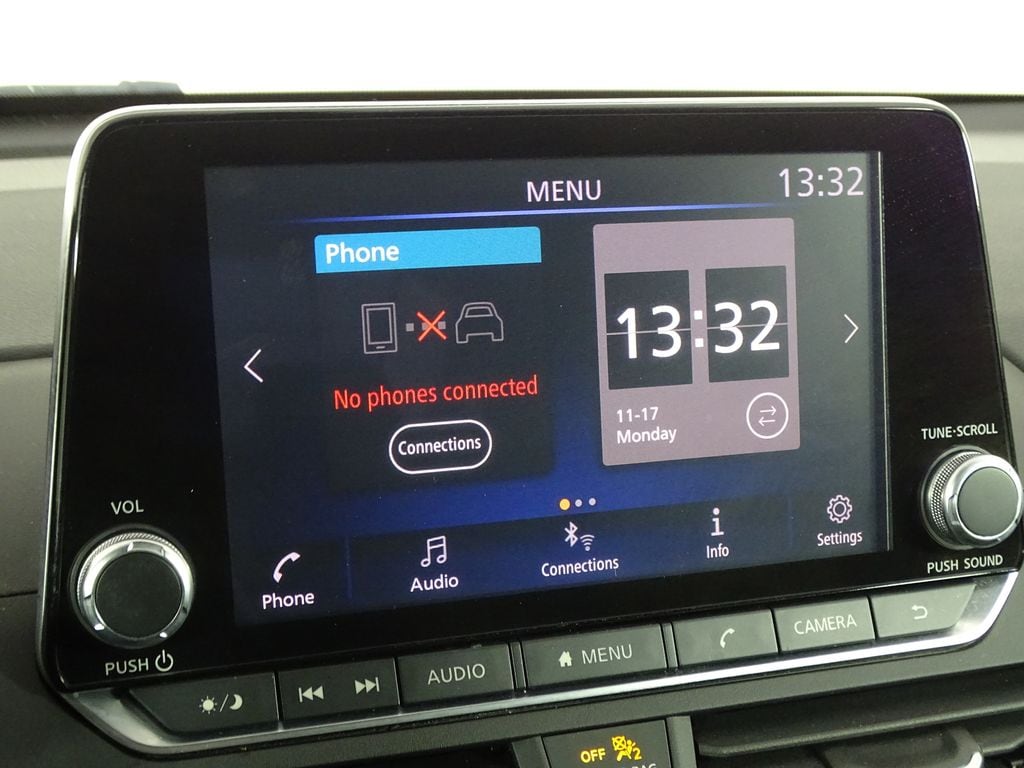 MENU
13:32
Phone
13:32
No phones connected
11-17
Monday
Connections
Phone
Audio
Connections
Info
Settings
VOL
PUSH
TUNE·SCROLL
PUSH SOUND
AUDIO
MENU
CAMERA
OFF
2